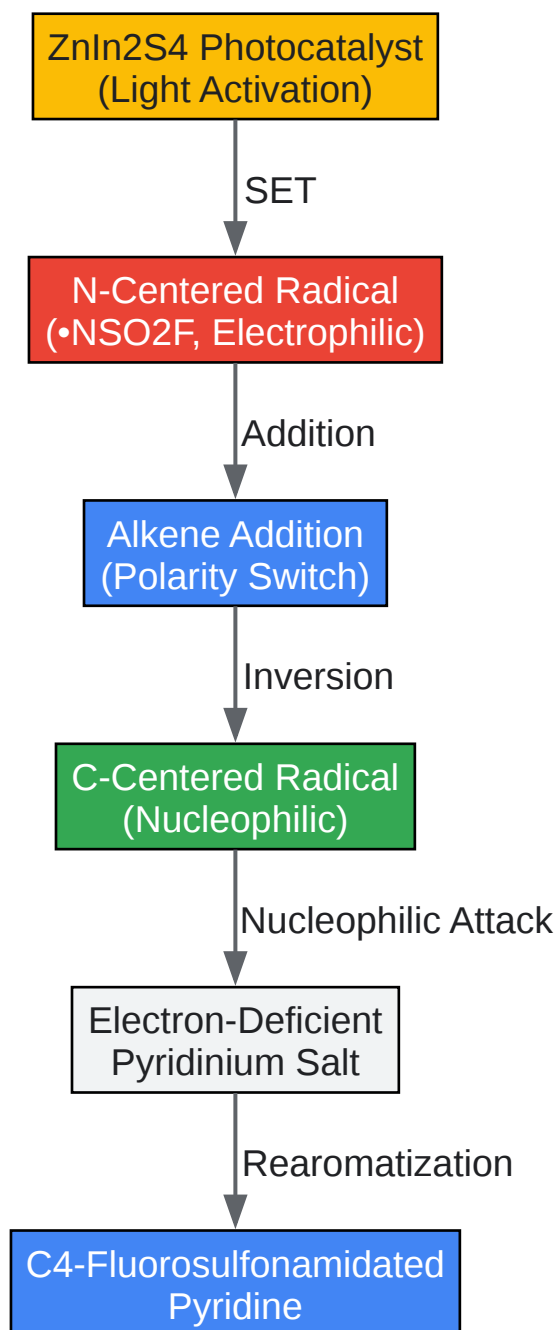 ZnIn2S4 Photocatalyst
(Light Activation)
SET
N-Centered Radical
(•NSO2F, Electrophilic)
Addition
Alkene Addition
(Polarity Switch)
Inversion
C-Centered Radical
(Nucleophilic)
Nucleophilic Attack
Electron-Deficient
Pyridinium Salt
Rearomatization
C4-Fluorosulfonamidated
Pyridine